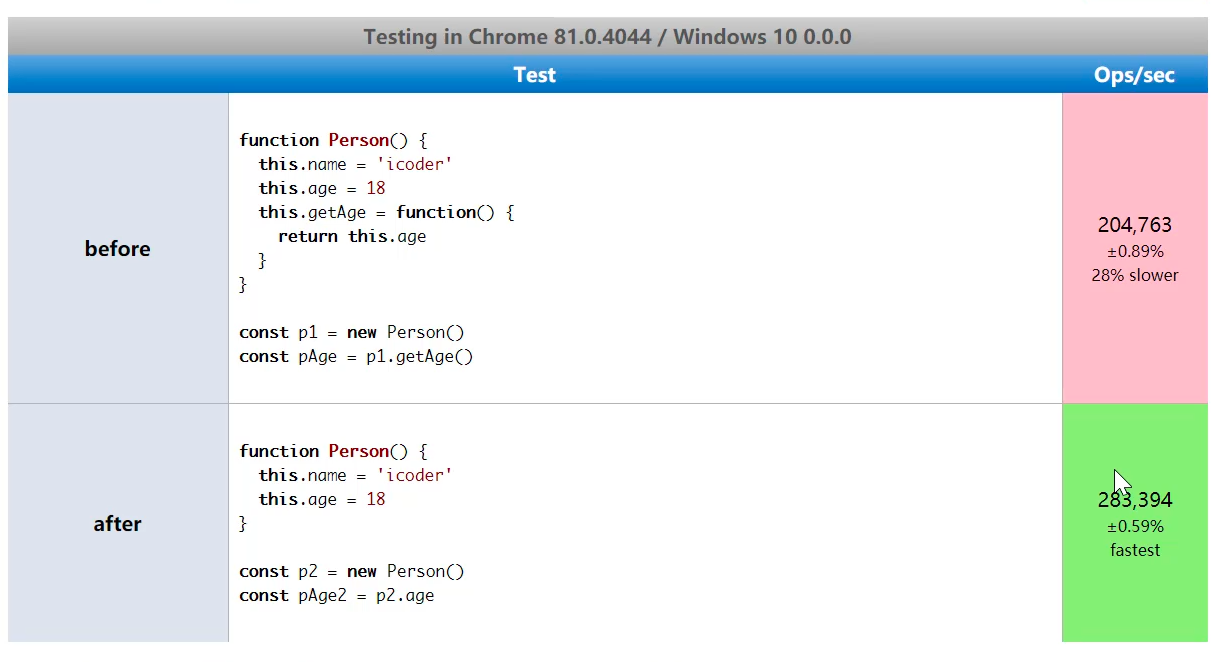 Testing in Chrome 81.0.4044 / Windows 10 0.0.0
Test Ops/sec
before
function Person() {
  this.name = 'icoder'
  this.age = 18
  this.getAge = function() {
    return this.age
  }
}
const p1 = new Person()
const pAge = p1.getAge()
204,763
±0.89%
28% slower
after
function Person() {
  this.name = 'icoder'
  this.age = 18
}
const p2 = new Person()
const pAge2 = p2.age
283,394
±0.59%
fastest